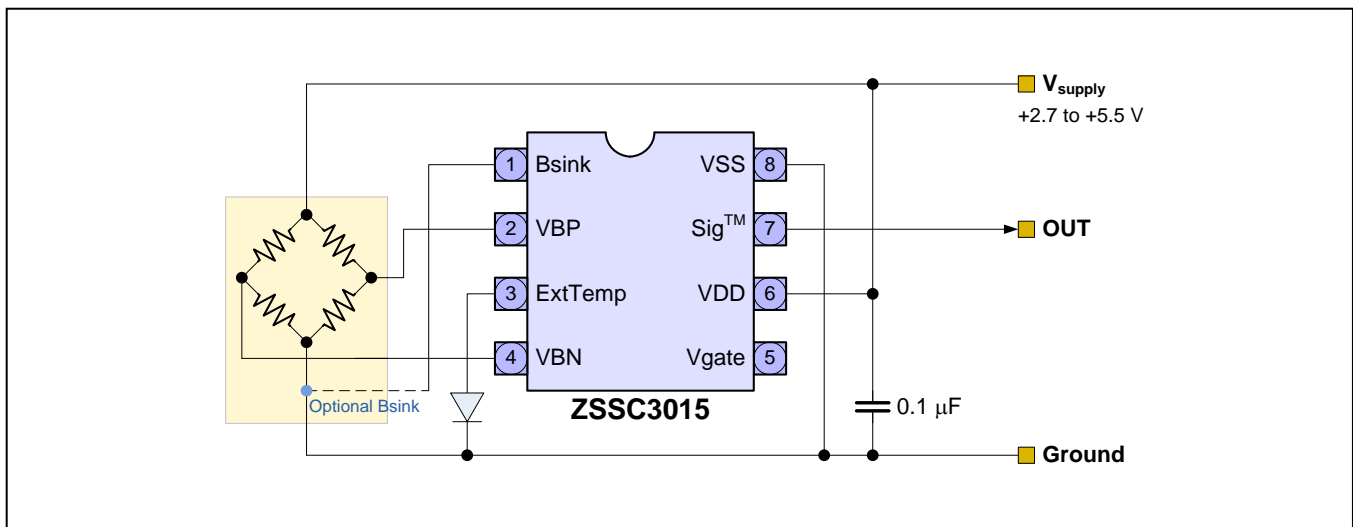 V supply
+2.7 to +5.5 V
1 Bsink VSS 8
2 VBP Sig™ 7
OUT
3 ExtTemp VDD 6
4 VBN Vgate 5
Optional Bsink
ZSSC3015
0.1 μF
Ground